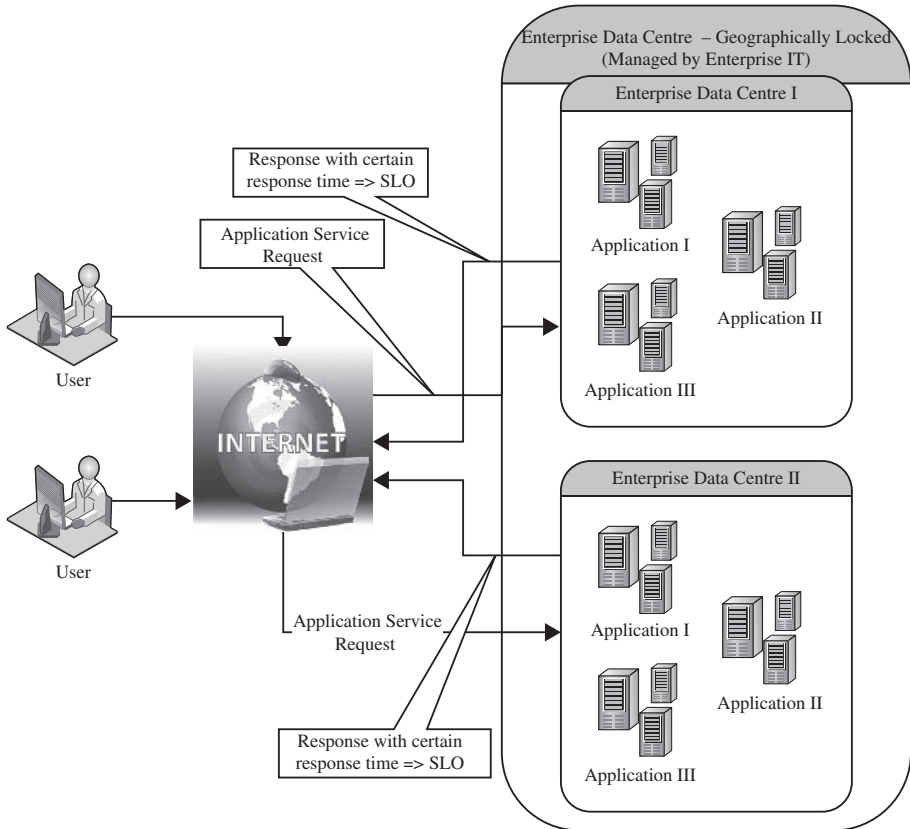 Enterprise Data Centre – Geographically Locked
(Managed by Enterprise IT)
Enterprise Data Centre I
Response with certain
response time => SLO
Application Service
Request
Application I
Application II
Application III
User
INTERNET
User
Enterprise Data Centre II
Application Service
Request
Application I
Application II
Application III
Response with certain
response time => SLO